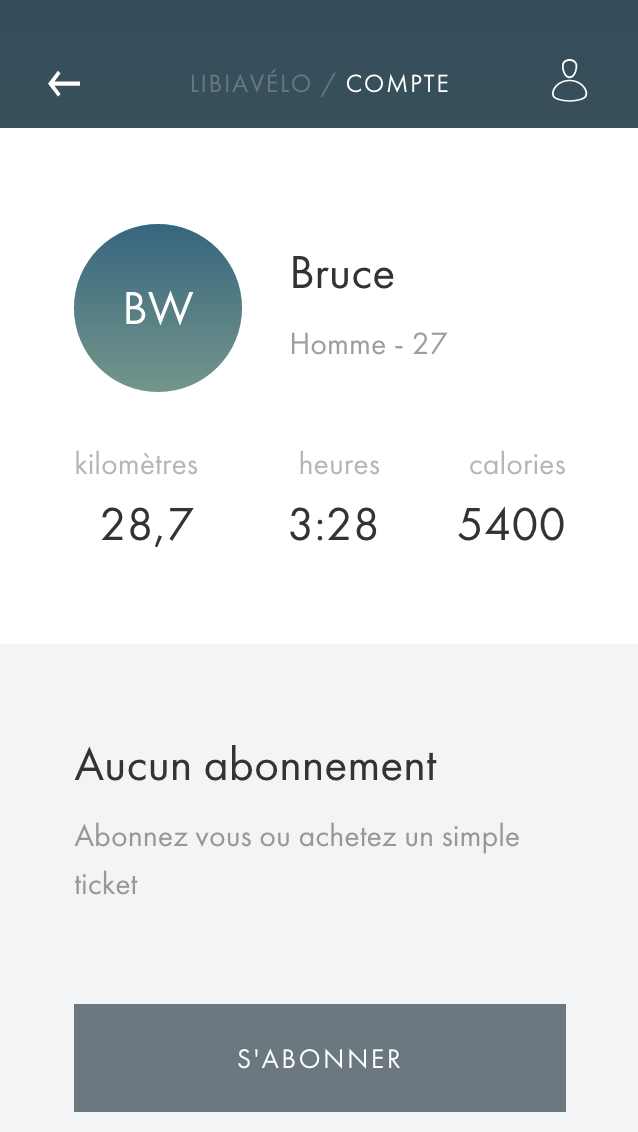 LIBIAVÉLO / COMPTE
BW
Bruce
Homme - 27
kilomètres heures calories
28,7 3:28 5400
Aucun abonnement
Abonnez vous ou achetez un simple
ticket
S'ABONNER